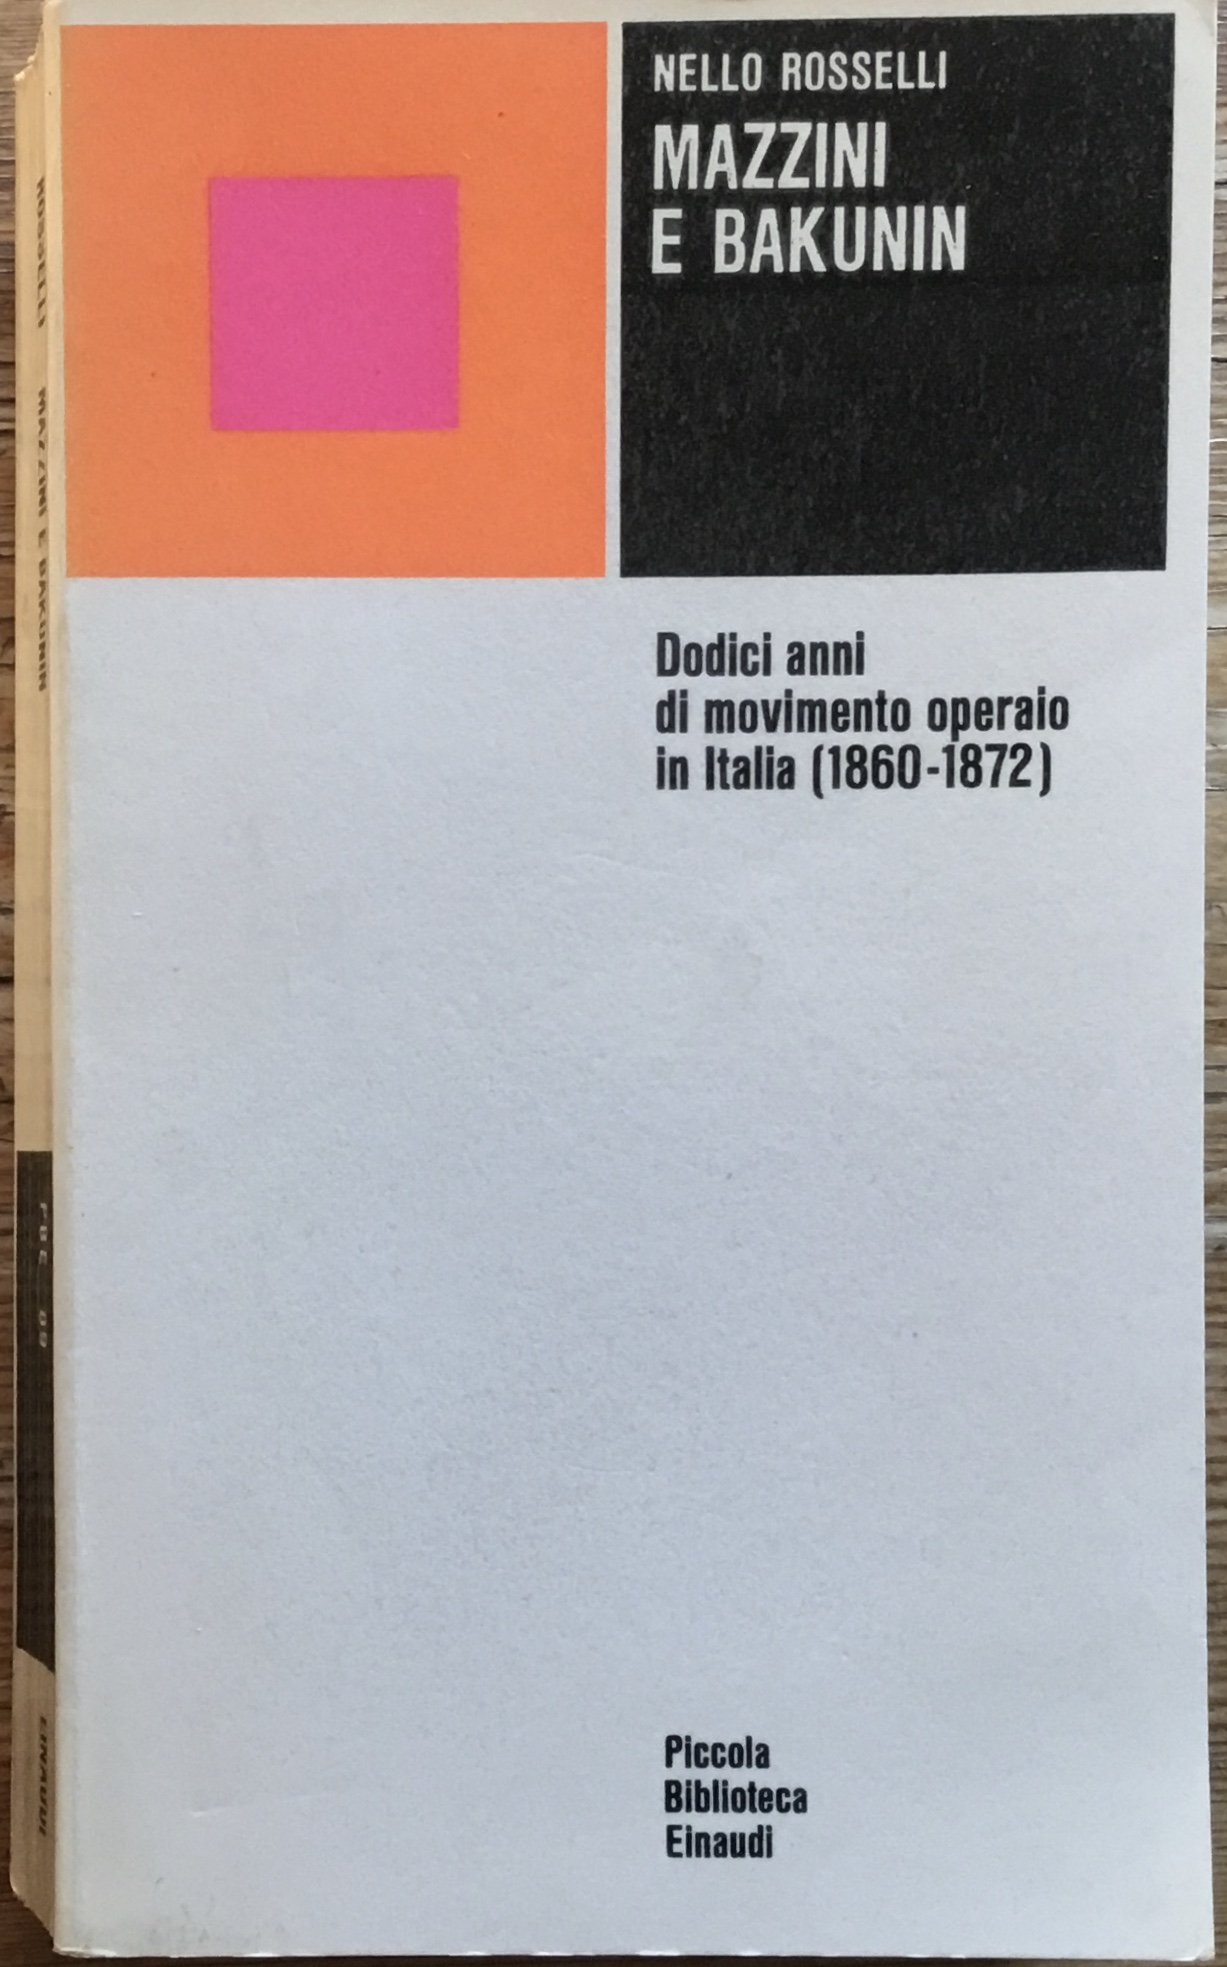 NELLO ROSSELLI
MAZZINI
E BAKUNIN
Dodici anni
di movimento operaio
in Italia (1860-1872)
Piccola
Biblioteca
Einaudi
ROSSELLI MAZZINI E BAKUNIN
PBE
EINAUDI